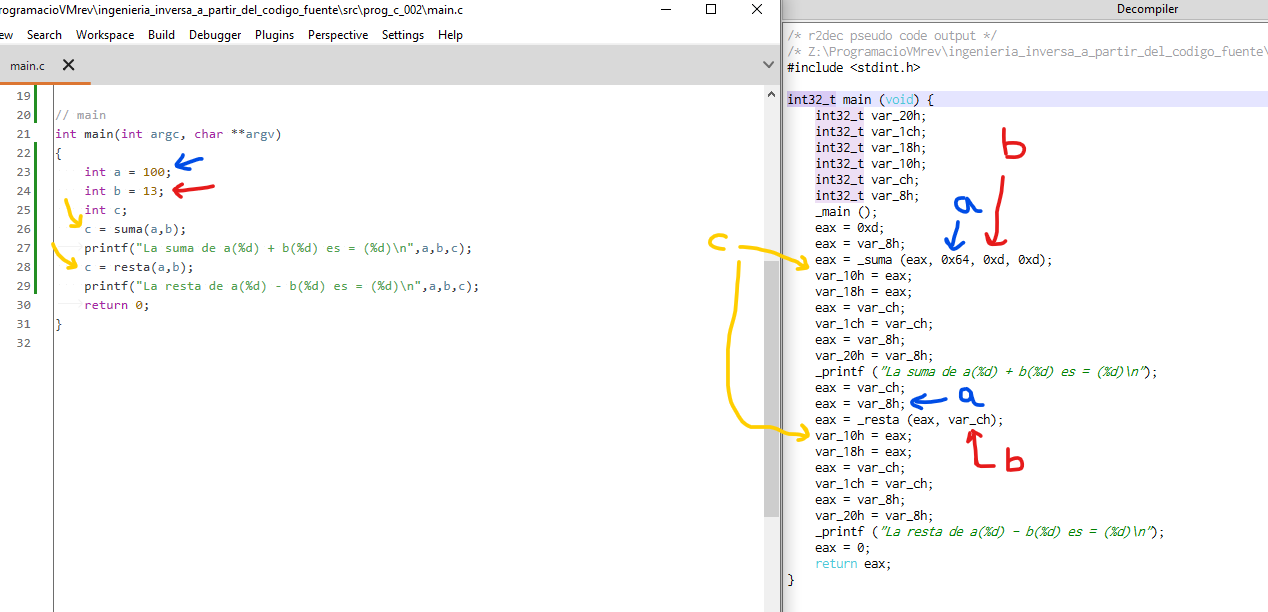 rogramacioVMrev\ingenieria_inversa_a_partir_del_codigo_fuente\src\prog_c_002\main.c
ew Search Workspace Build Debugger Plugins Perspective Settings Help
main.c
19
20 // main
21 int main(int argc, char **argv)
22 {
23 int a = 100;
24 int b = 13;
25 int c;
26 c = suma(a,b);
27 printf("La suma de a(%d) + b(%d) es = (%d)\n",a,b,c);
28 c = resta(a,b);
29 printf("La resta de a(%d) - b(%d) es = (%d)\n",a,b,c);
30 return 0;
31 }
32
c
Decompiler
/* r2dec pseudo code output */
/* Z:\ProgramacioVMrev\ingenieria_inversa_a_partir_del_codigo_fuente\
#include <stdint.h>
int32_t main (void) {
int32_t var_20h;
int32_t var_1ch;
int32_t var_18h;
int32_t var_10h;
int32_t var_ch;
int32_t var_8h;
b
_main ();
a
eax = 0xd;
eax = var_8h;
eax = _suma (eax, 0x64, 0xd, 0xd);
var_10h = eax;
var_18h = eax;
eax = var_ch;
var_1ch = var_ch;
eax = var_8h;
var_20h = var_8h;
_printf ("La suma de a(%d) + b(%d) es = (%d)\n");
eax = var_ch;
eax = var_8h; a
eax = _resta (eax, var_ch);
var_10h = eax;
var_18h = eax;
b
eax = var_ch;
var_1ch = var_ch;
eax = var_8h;
var_20h = var_8h;
_printf ("La resta de a(%d) - b(%d) es = (%d)\n");
eax = 0;
return eax;
}